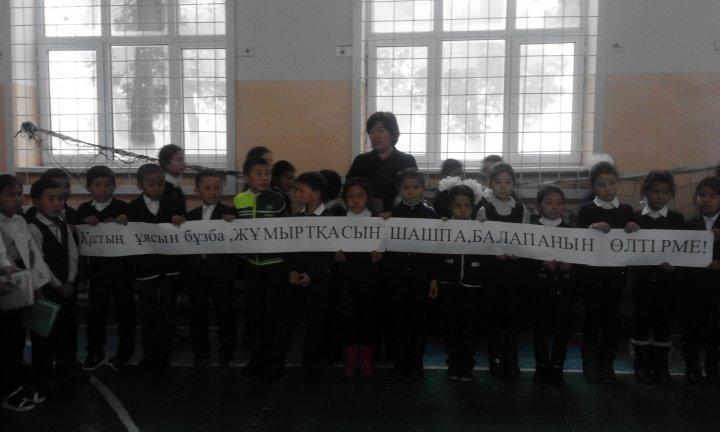 Құстың ұясын бұзба ,ЖҰМЫРТҚАСЫН ШАШПА,БАЛАПАНЫН ӨЛТІРМЕ!